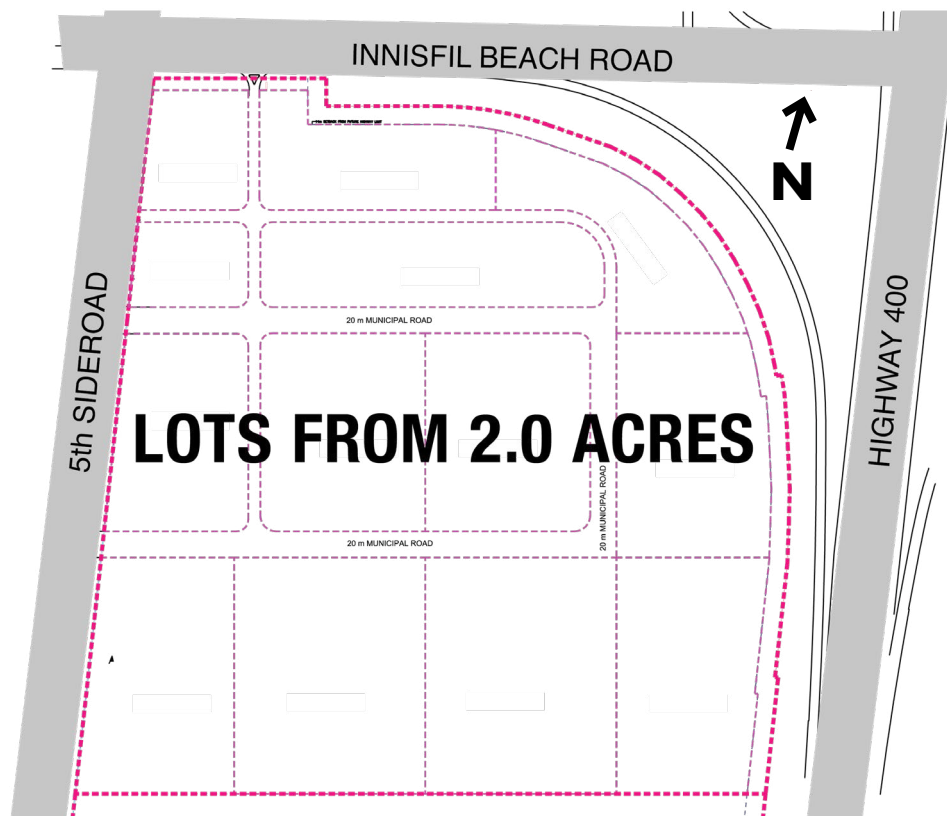 INNISFIL BEACH ROAD
N
5th SIDEROAD
HIGHWAY 400
20 m MUNICIPAL ROAD
LOTS FROM 2.0 ACRES
20 m MUNICIPAL ROAD
20 m MUNICIPAL ROAD